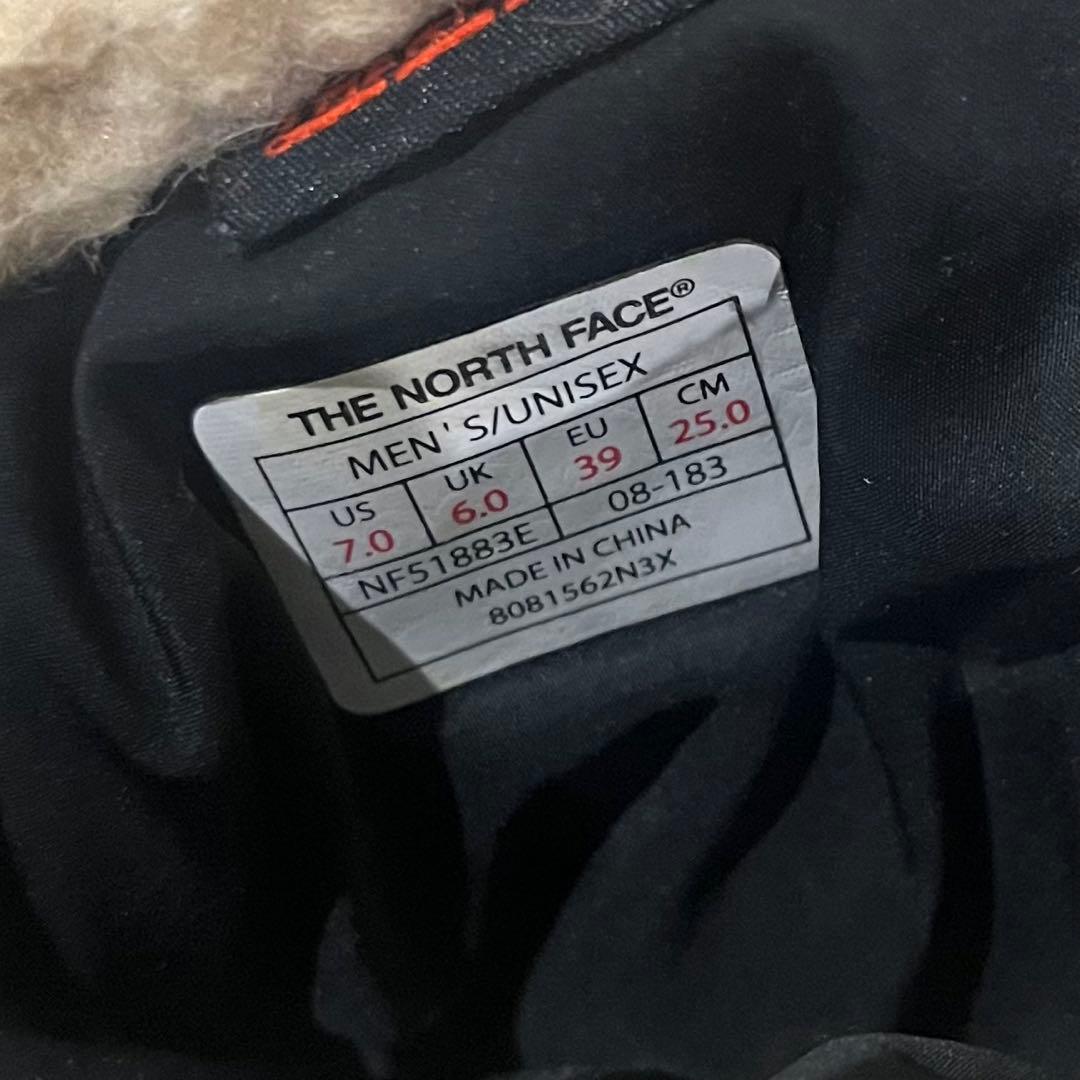 THE NORTH FACE®
MEN'S/UNISEX
US UK EU CM
7.0 6.0 39 25.0
NF51883E 08-183
MADE IN CHINA
8081562N3X